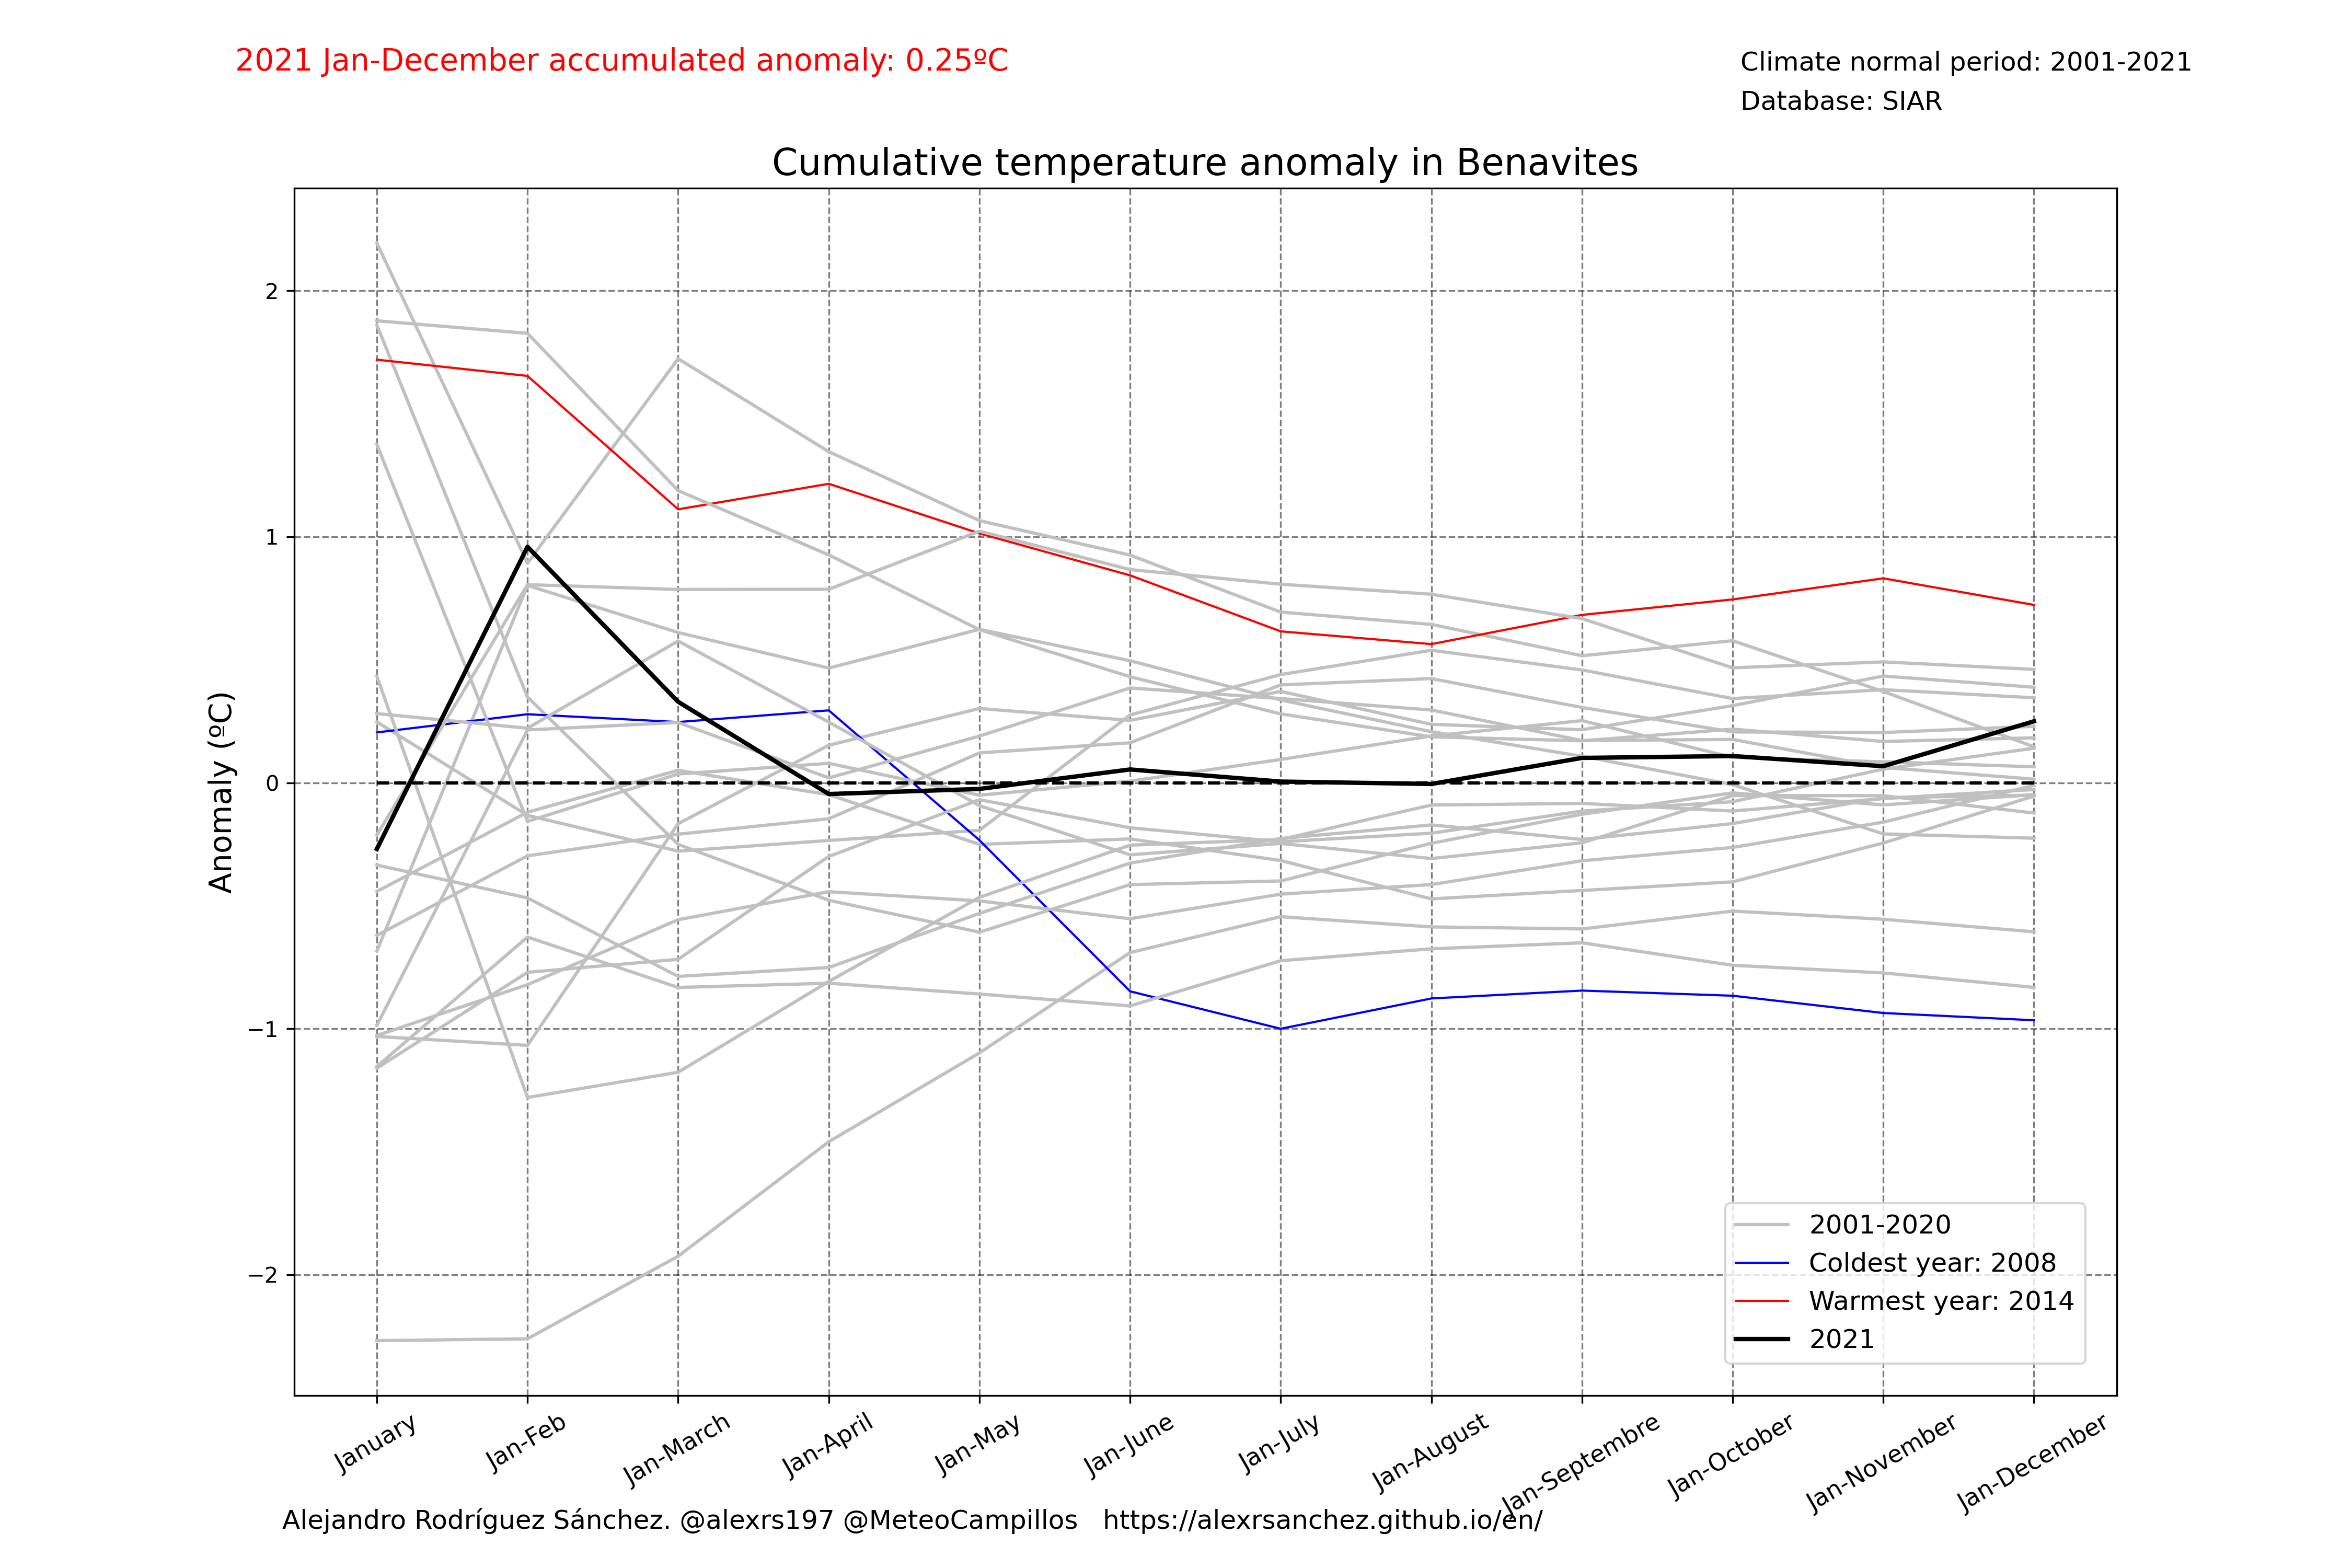 2021 Jan-December accumulated anomaly: 0.25ºC
Climate normal period: 2001-2021
Database: SIAR
Cumulative temperature anomaly in Benavites
Anomaly (ºC)
2
1
0
−1
−2
2001-2020
Coldest year: 2008
Warmest year: 2014
2021
January
Jan-Feb
Jan-March
Jan-April
Jan-May
Jan-June
Jan-July
Jan-August
Jan-Septembre
Jan-October
Jan-November
Jan-December
Alejandro Rodríguez Sánchez. @alexrs197 @MeteoCampillos https://alexrsanchez.github.io/en/